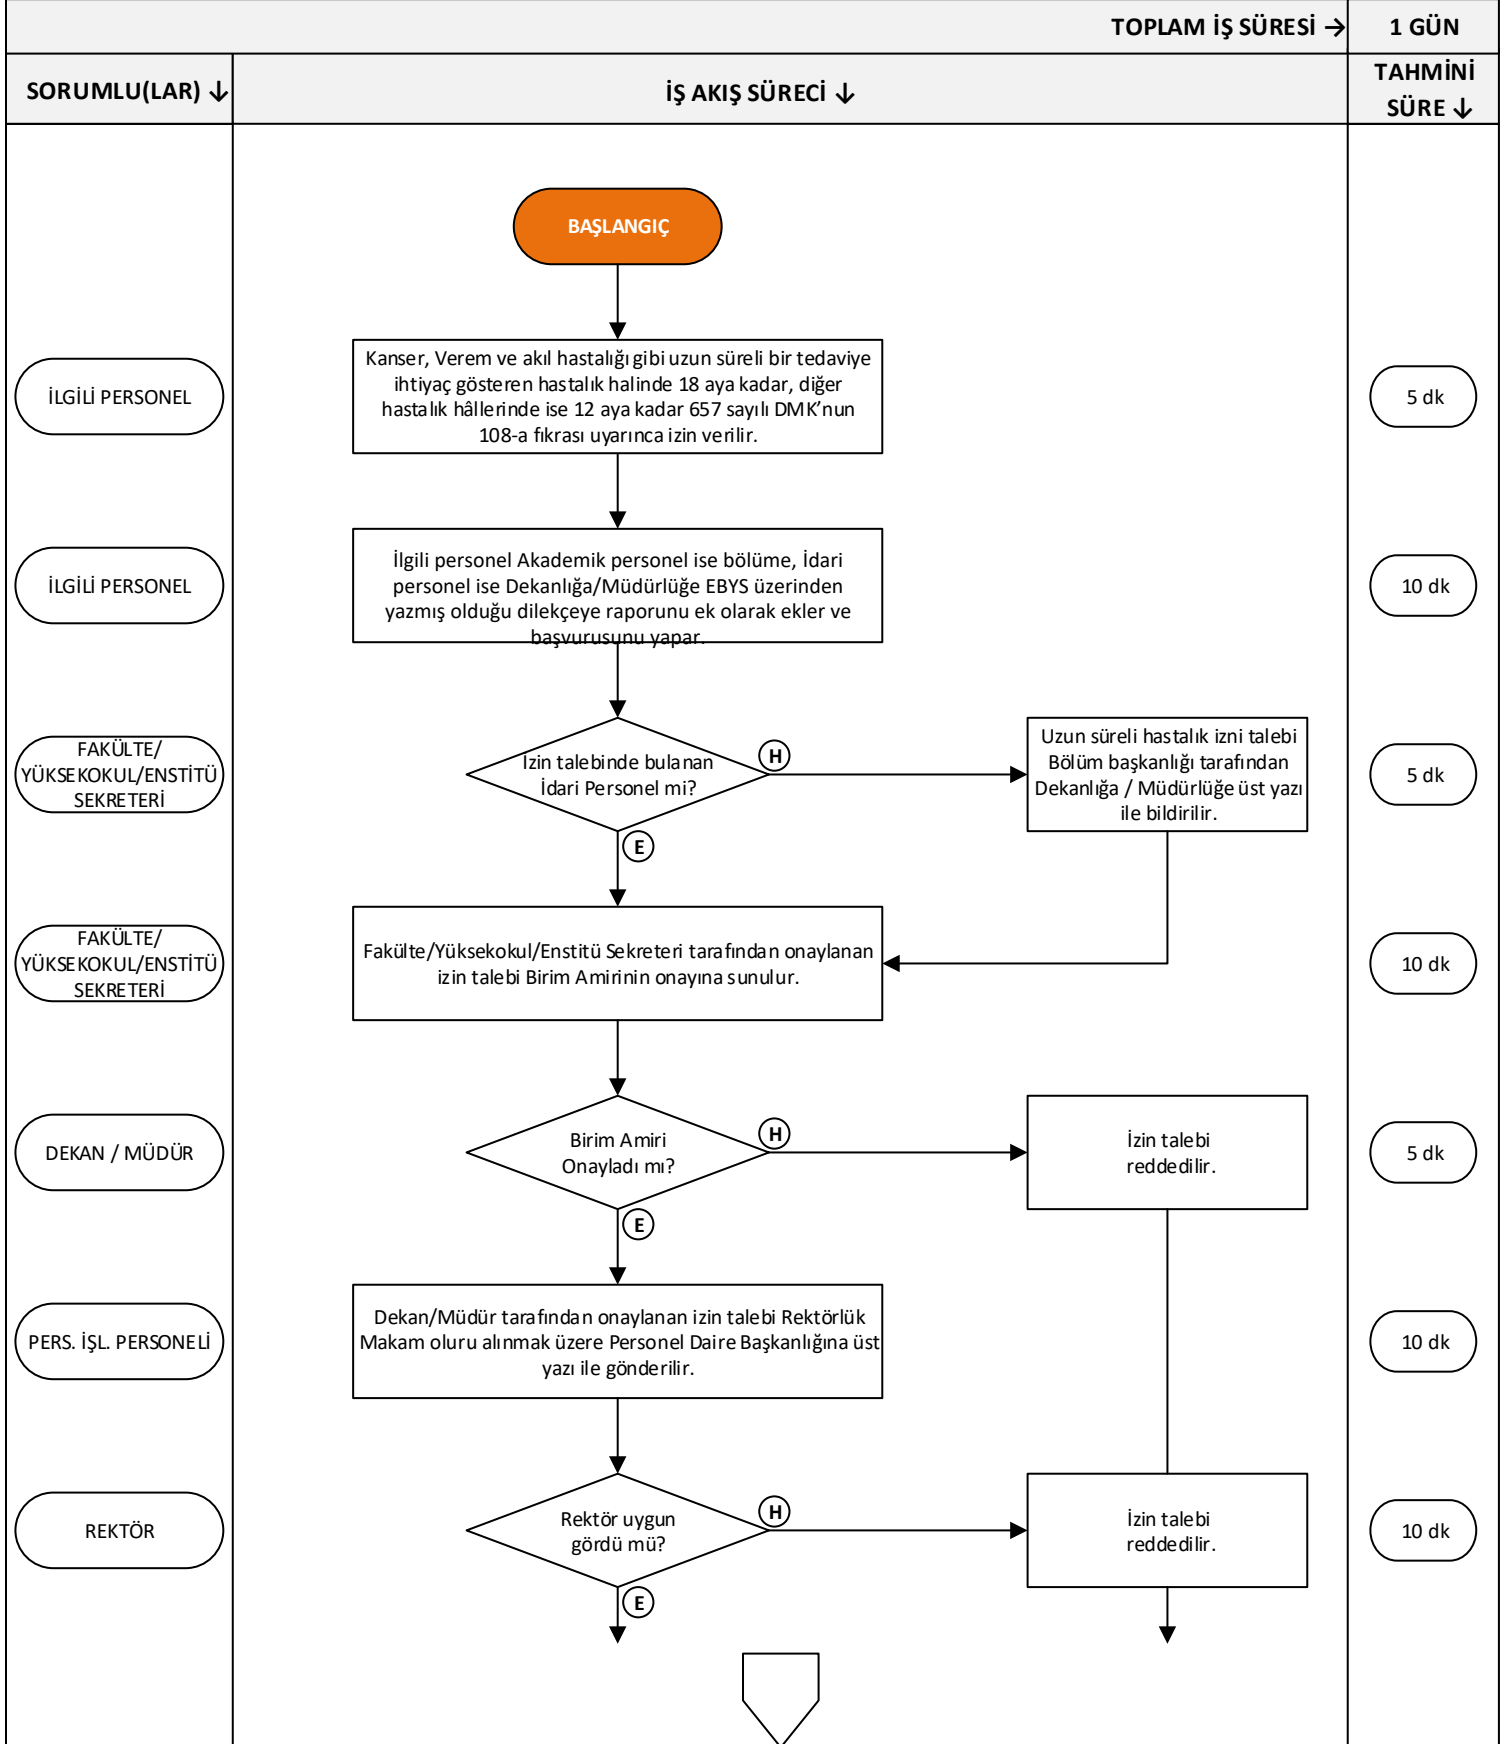 TOPLAM İŞ SÜRESİ →
1 GÜN
SORUMLU(LAR) ↓
İŞ AKIŞ SÜRECİ ↓
TAHMİNİ
SÜRE ↓
BAŞLANGIÇ
İLGİLİ PERSONEL
Kanser, Verem ve akıl hastalığı gibi uzun süreli bir tedaviye
ihtiyaç gösteren hastalık halinde 18 aya kadar, diğer
hastalık hâllerinde ise 12 aya kadar 657 sayılı DMK’nun
108-a fıkrası uyarınca izin verilir.
5 dk
İLGİLİ PERSONEL
İlgili personel Akademik personel ise bölüme, İdari
personel ise Dekanlığa/Müdürlüğe EBYS üzerinden
yazmış olduğu dilekçeye raporunu ek olarak ekler ve
başvurusunu yapar.
10 dk
FAKÜLTE/
YÜKSEKOKUL/ENSTİTÜ
SEKRETERİ
İzin talebinde bulanan
İdari Personel mi?
H
E
Uzun süreli hastalık izni talebi
Bölüm başkanlığı tarafından
Dekanlığa / Müdürlüğe üst yazı
ile bildirilir.
5 dk
FAKÜLTE/
YÜKSEKOKUL/ENSTİTÜ
SEKRETERİ
Fakülte/Yüksekokul/Enstitü Sekreteri tarafından onaylanan
izin talebi Birim Amirinin onayına sunulur.
10 dk
DEKAN / MÜDÜR
Birim Amiri
Onayladı mı?
H
E
İzin talebi
reddedilir.
5 dk
PERS. İŞL. PERSONELİ
Dekan/Müdür tarafından onaylanan izin talebi Rektörlük
Makam oluru alınmak üzere Personel Daire Başkanlığına üst
yazı ile gönderilir.
10 dk
REKTÖR
Rektör uygun
gördü mü?
H
E
İzin talebi
reddedilir.
10 dk